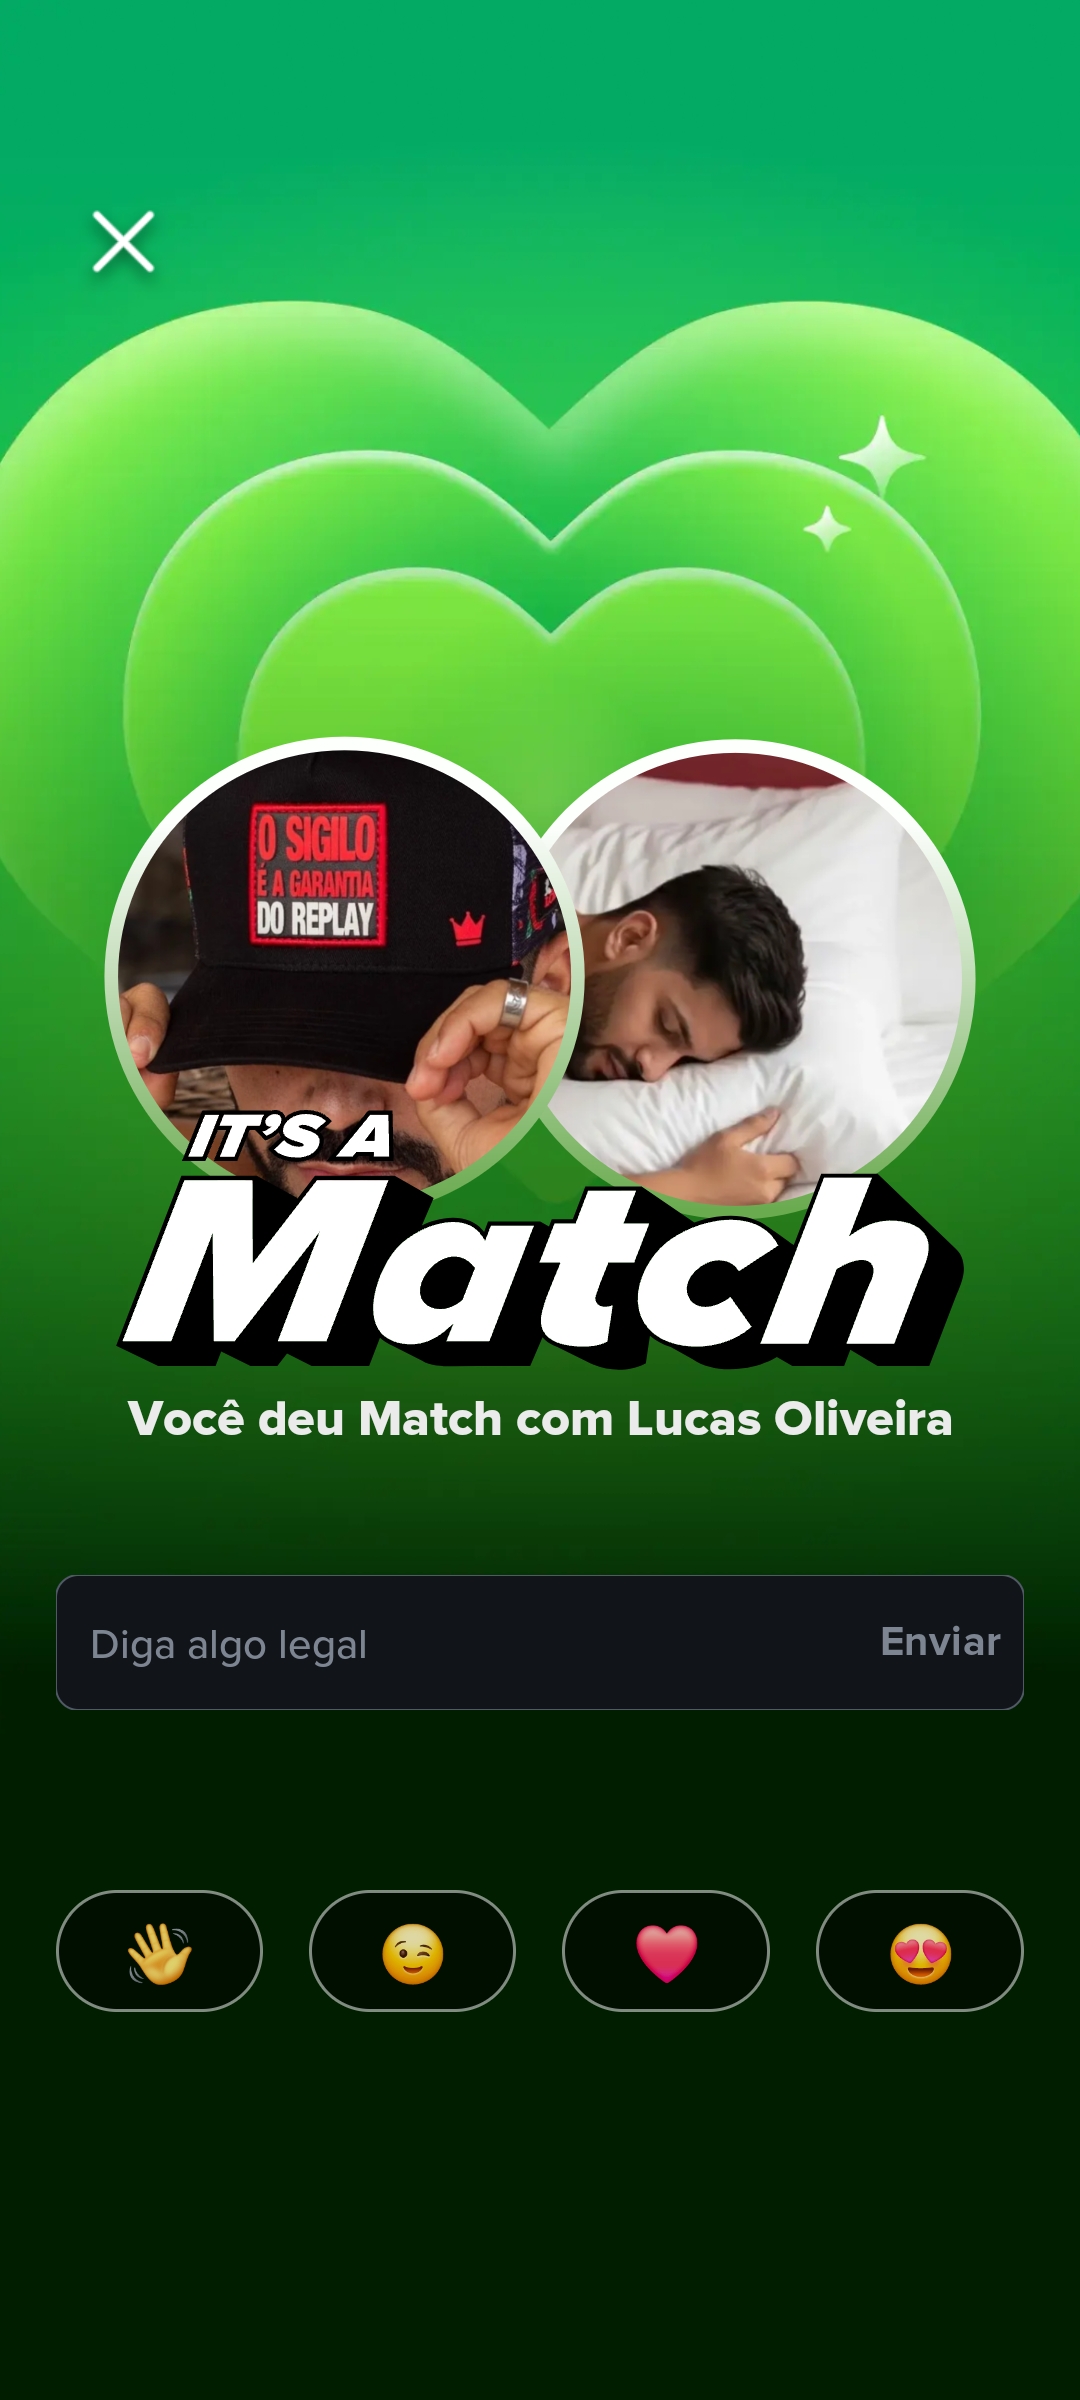 O SIGILO
É A GARANTIA
DO REPLAY
IT'S A
Match
Você deu Match com Lucas Oliveira
Diga algo legal
Enviar